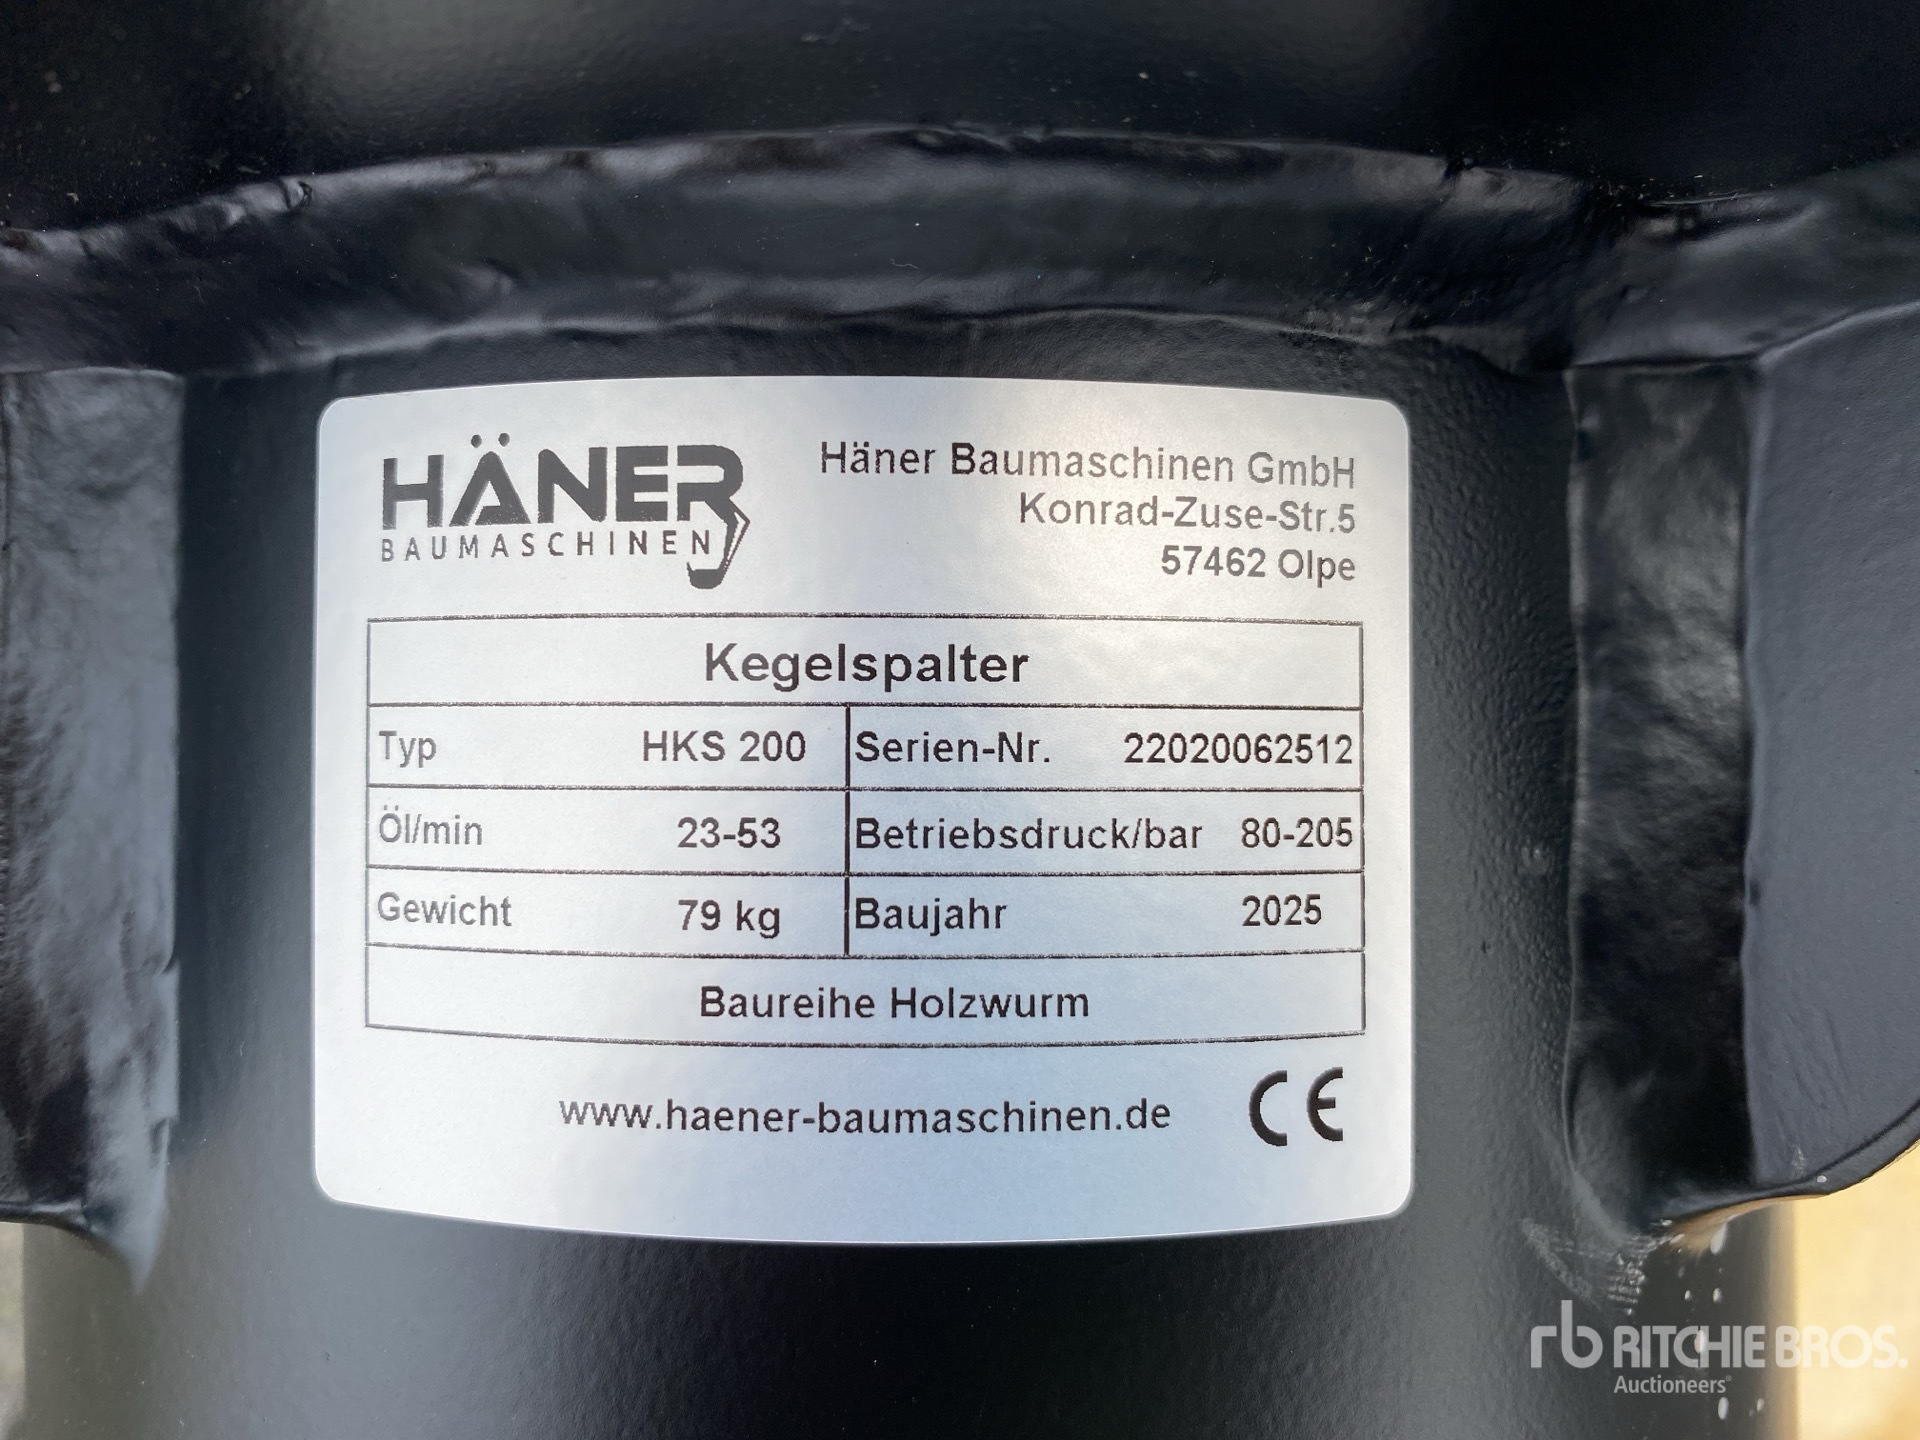 HÄNER
BAUMASCHINEN
Häner Baumaschinen GmbH
Konrad-Zuse-Str.5
57462 Olpe
Kegelspalter
Typ HKS 200 Serien-Nr. 22020062512
Öl/min 23-53 Betriebsdruck/bar 80-205
Gewicht 79 kg Baujahr 2025
Baureihe Holzwurm
www.haener-baumaschinen.de CE
rb RITCHIE BROS.
Auctioneers